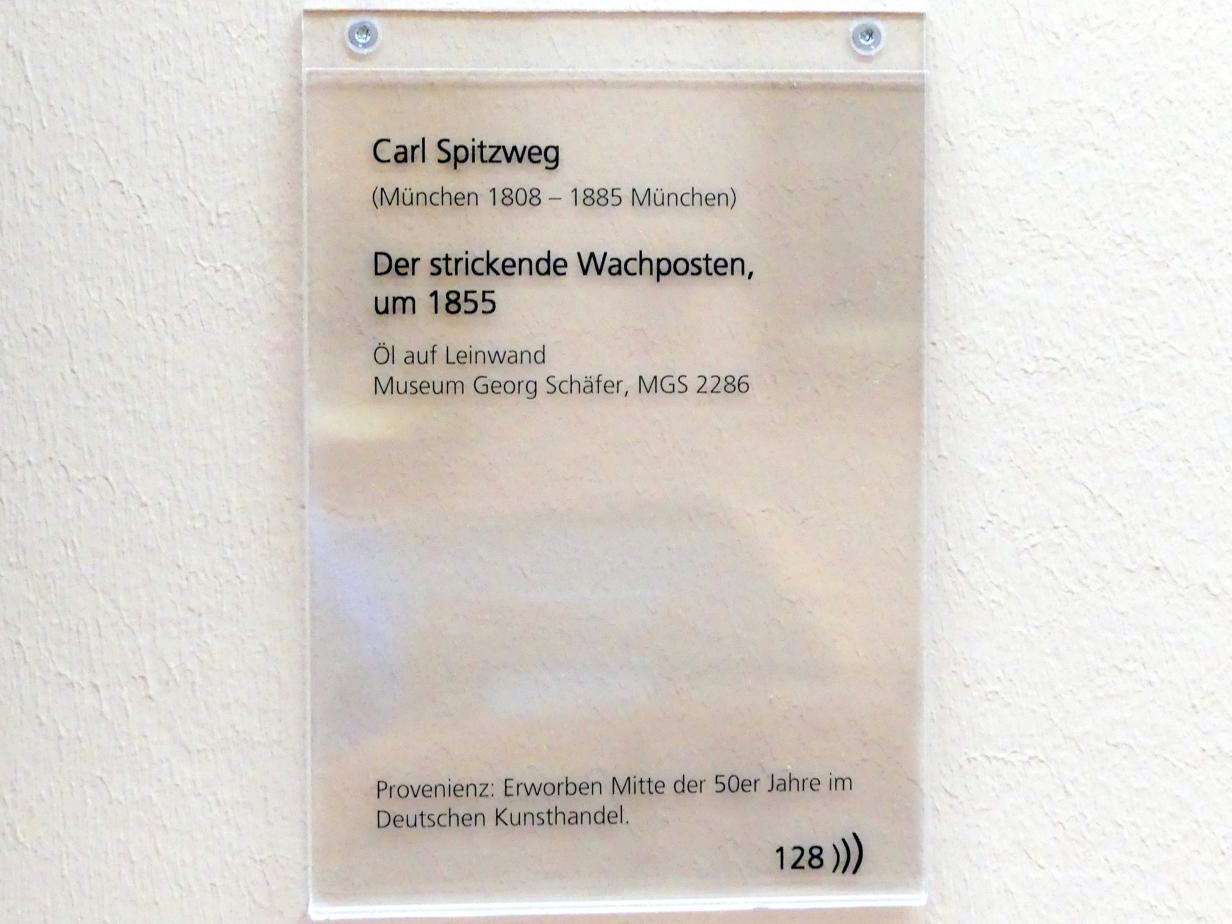 Carl Spitzweg
(München 1808 – 1885 München)
Der strickende Wachposten,
um 1855
Öl auf Leinwand
Museum Georg Schäfer, MGS 2286
Provenienz: Erworben Mitte der 50er Jahre im
Deutschen Kunsthandel.
128 )))